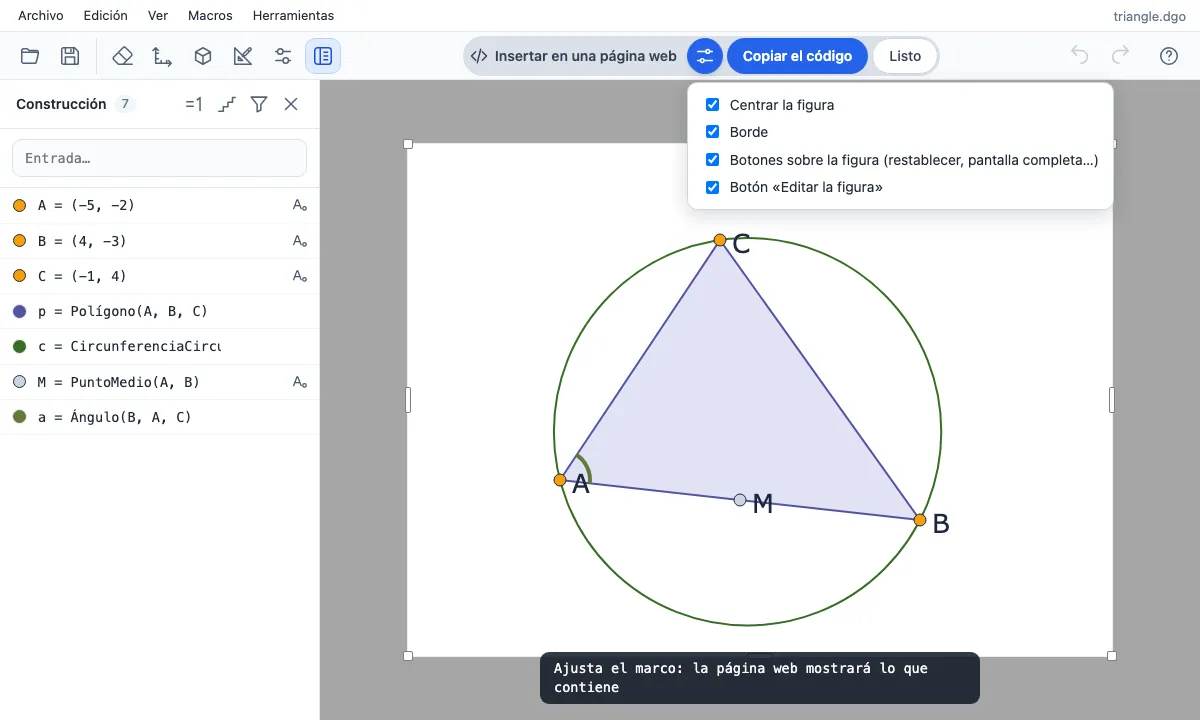 Archivo Edición Ver Macros Herramientas triangle.dgo
Insertar en una página web Copiar el código Listo
Construcción 7 =1
Centrar la figura
Borde
Botones sobre la figura (restablecer, pantalla completa…)
Botón «Editar la figura»
Entrada…
A = (−5, −2)
B = (4, −3)
C = (−1, 4)
p = Polígono(A, B, C)
c = CircunferenciaCircu
M = PuntoMedio(A, B)
a = Ángulo(B, A, C)
C
A
M
B
Ajusta el marco: la página web mostrará lo que
contiene